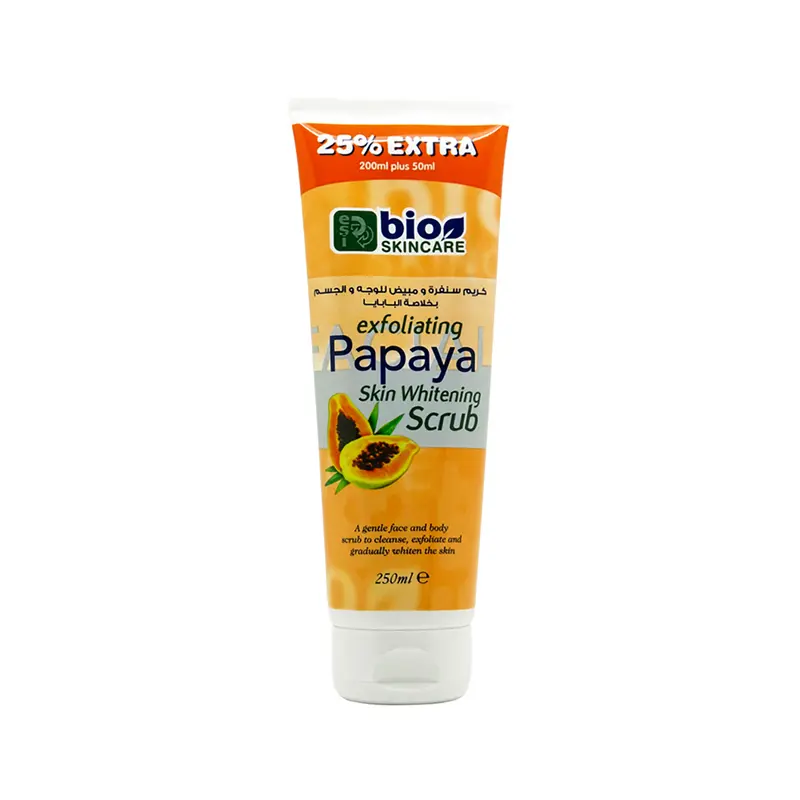 25% EXTRA
200ml plus 50ml
esi
bio
SKINCARE
كريم سنفرة و مبيض للوجه و الجسم
بخلاصة البابايا
FACIAL
exfoliating
Papaya
Skin Whitening
Scrub
A gentle face and body
scrub to cleanse, exfoliate and
gradually whiten the skin
250ml ℮